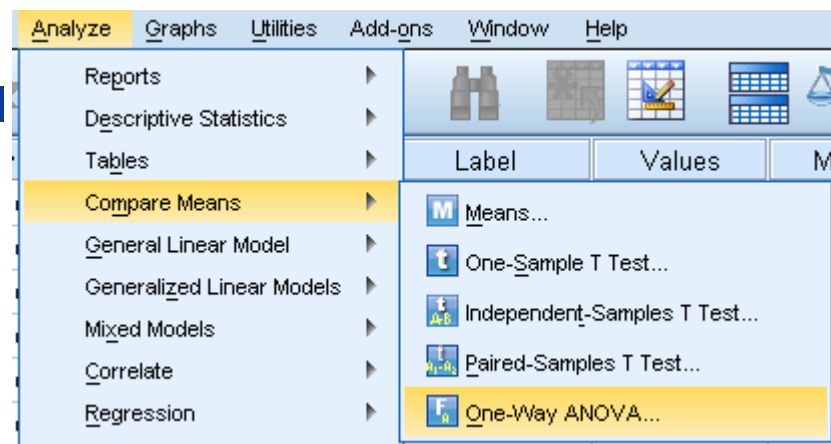 Analyze Graphs Utilities Add-ons Window Help
Reports
Descriptive Statistics
Tables
Compare Means
General Linear Model
Generalized Linear Models
Mixed Models
Correlate
Regression
Label Values M
M Means...
t One-Sample T Test...
t A-B Independent-Samples T Test...
t A1-A2 Paired-Samples T Test...
F A One-Way ANOVA...